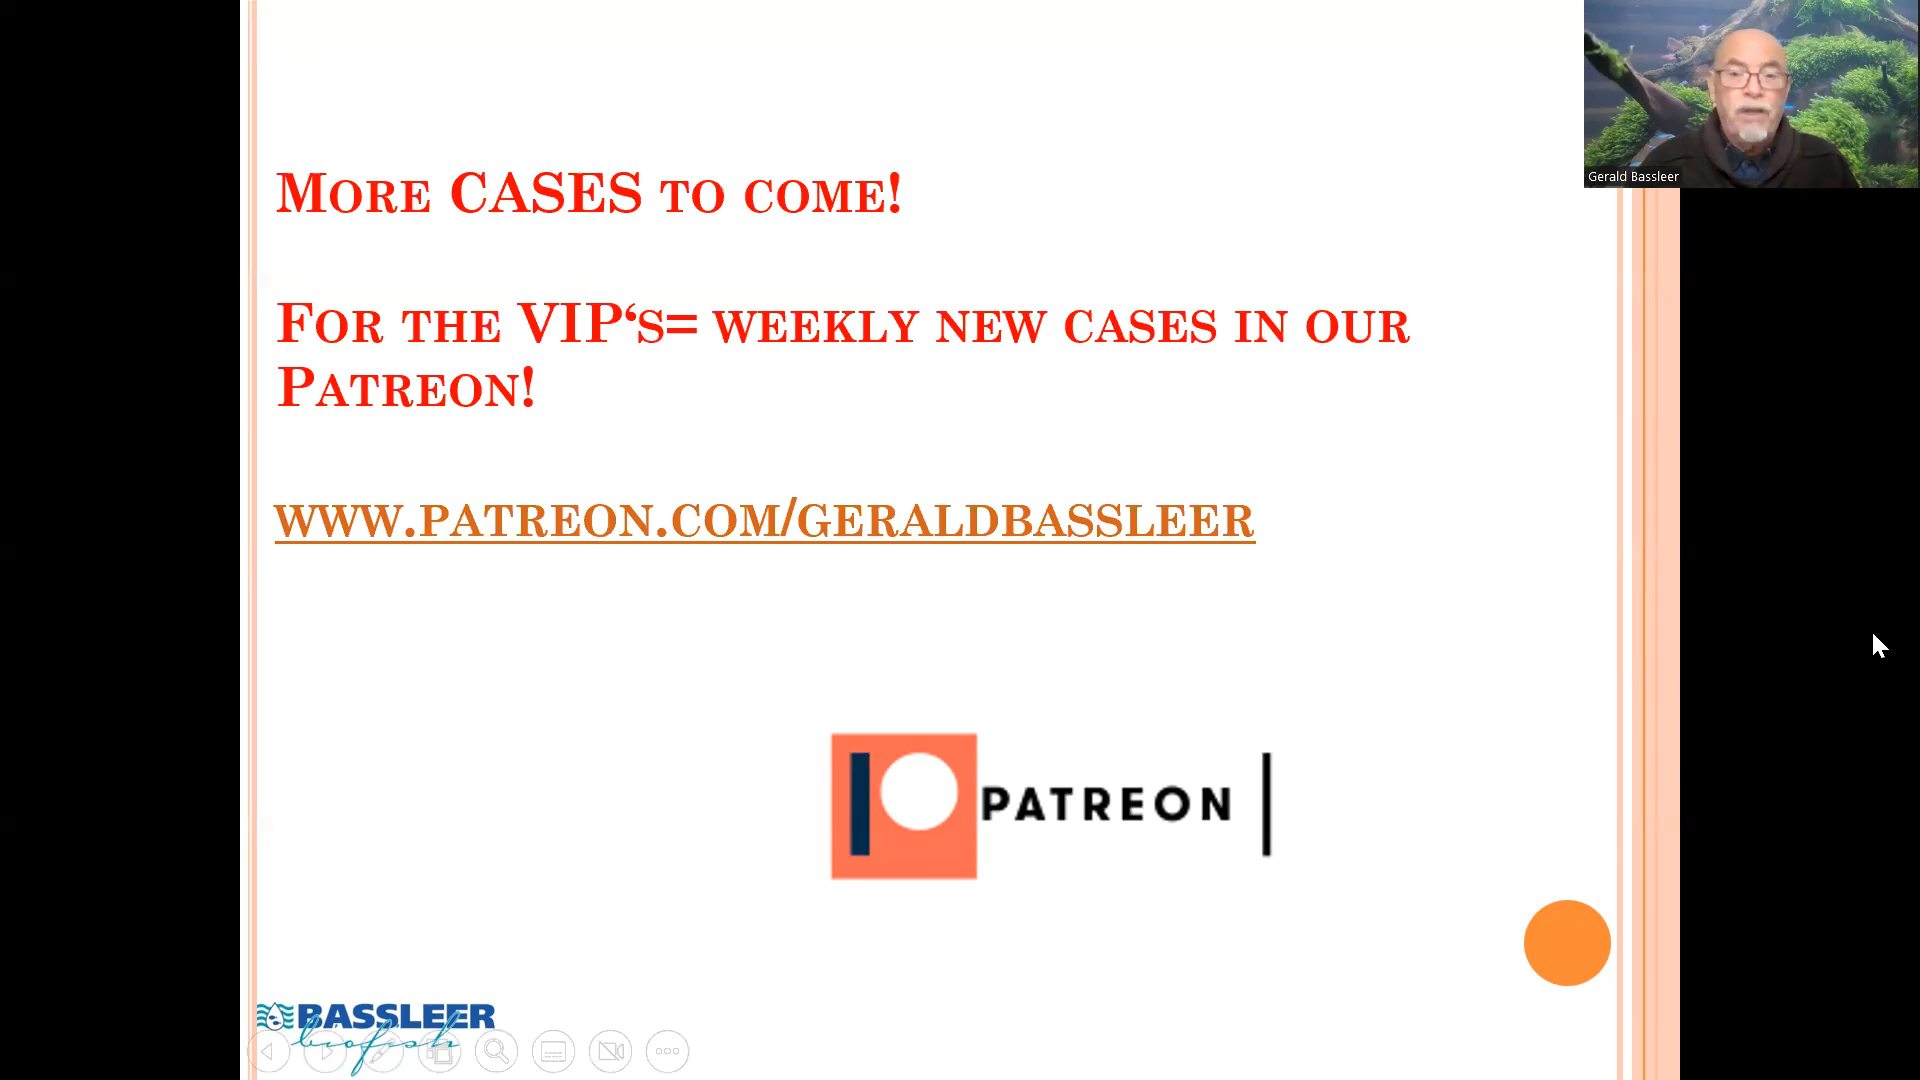 More CASES to come!
For the VIP‘s= weekly new cases in our
Patreon!
www.patreon.com/geraldbassleer
PATREON
BASSLEER
biofish
Gerald Bassleer